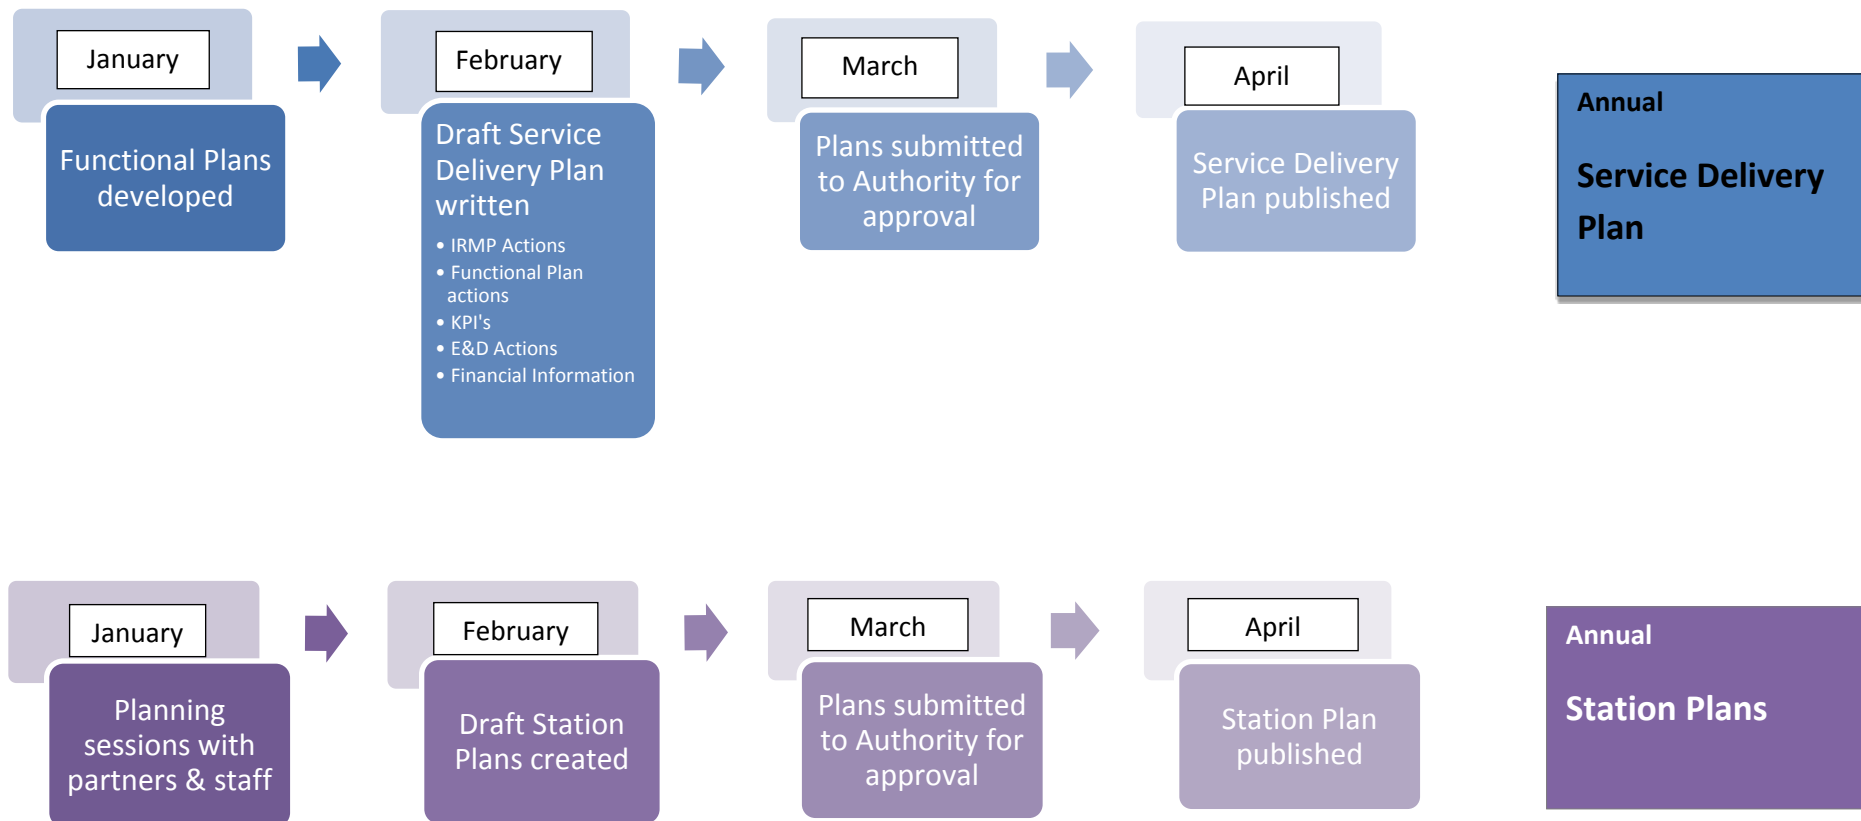 January
Functional Plans
developed
February
Draft Service
Delivery Plan
written
• IRMP Actions
• Functional Plan
actions
• KPI's
• E&D Actions
• Financial Information
March
Plans submitted
to Authority for
approval
April
Service Delivery
Plan published
Annual
Service Delivery
Plan
January
Planning
sessions with
partners & staff
February
Draft Station
Plans created
March
Plans submitted
to Authority for
approval
April
Station Plan
published
Annual
Station Plans